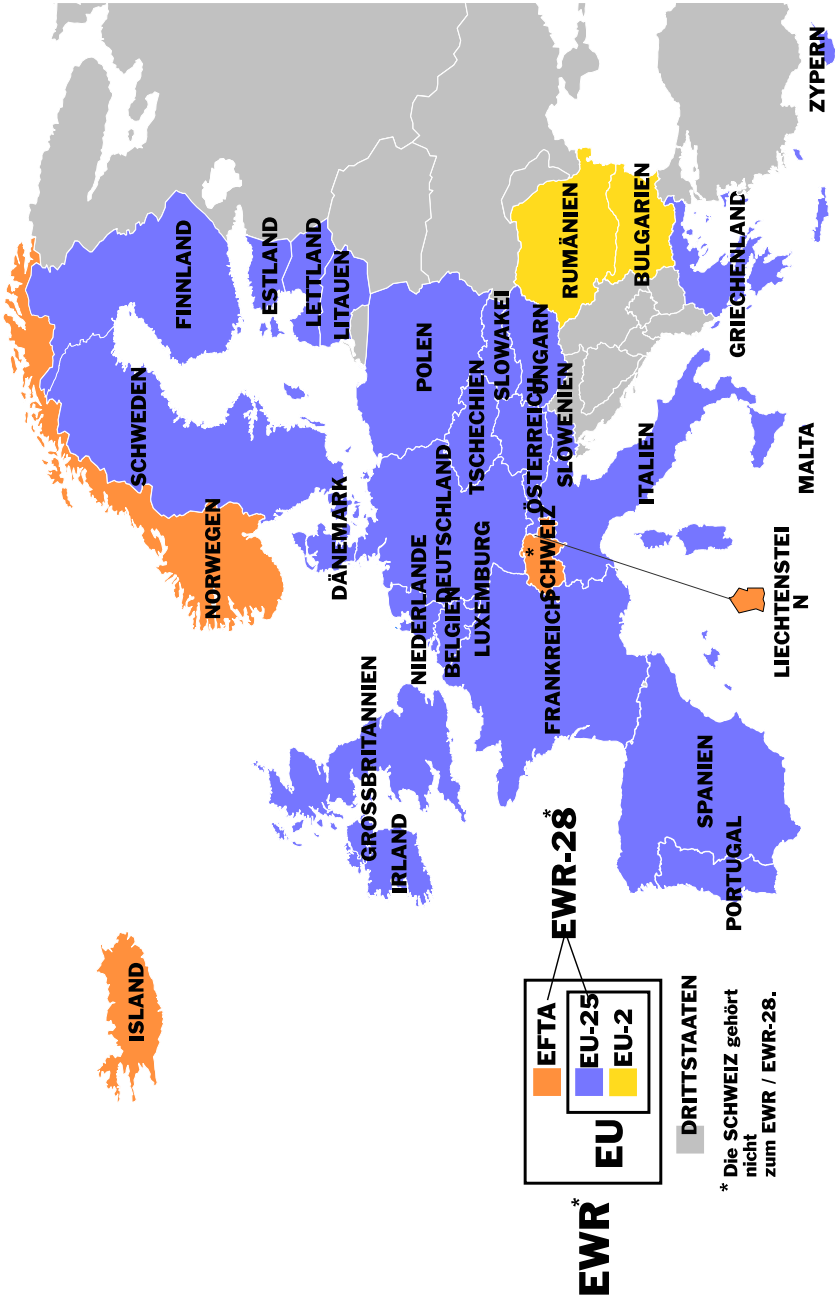 ISLAND
NORWEGEN
SCHWEDEN
FINNLAND
ESTLAND
LETTLAND
LITAUEN
DÄNEMARK
IRLAND
GROSSBRITANNIEN
NIEDERLANDE
BELGIEN
LUXEMBURG
DEUTSCHLAND
POLEN
TSCHECHIEN
SLOWAKEI
FRANKREICH
SCHWEIZ
*
ÖSTERREICH
UNGARN
SLOWENIEN
RUMÄNIEN
BULGARIEN
PORTUGAL
SPANIEN
ITALIEN
GRIECHENLAND
LIECHTENSTEI
N
MALTA
ZYPERN
EWR*
EU
EFTA
EU-25
EU-2
EWR-28*
DRITTSTAATEN
* Die SCHWEIZ gehört
nicht
zum EWR / EWR-28.